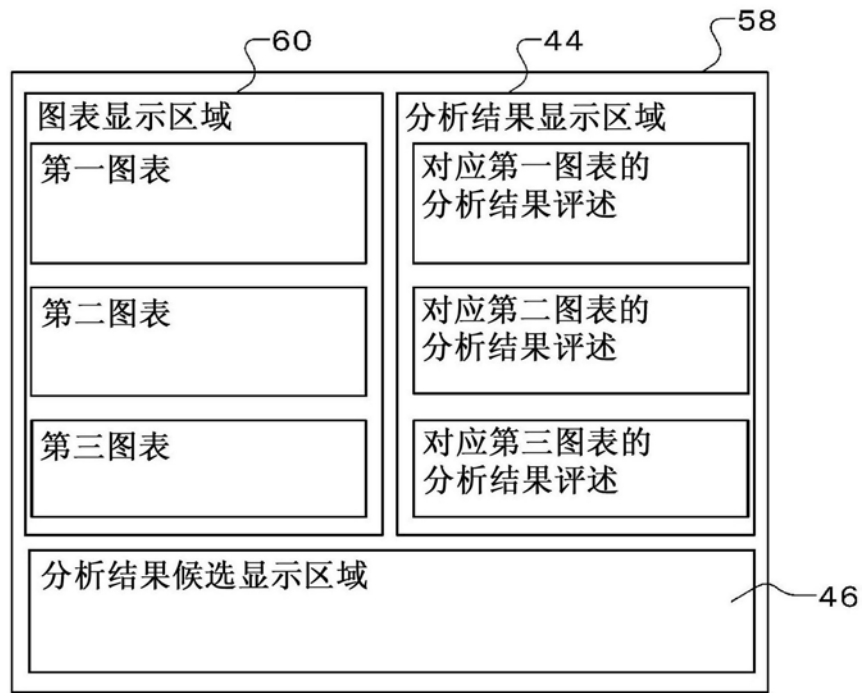 60
44
58
图表显示区域
第一图表
第二图表
第三图表
分析结果显示区域
对应第一图表的
分析结果评述
对应第二图表的
分析结果评述
对应第三图表的
分析结果评述
分析结果候选显示区域
46